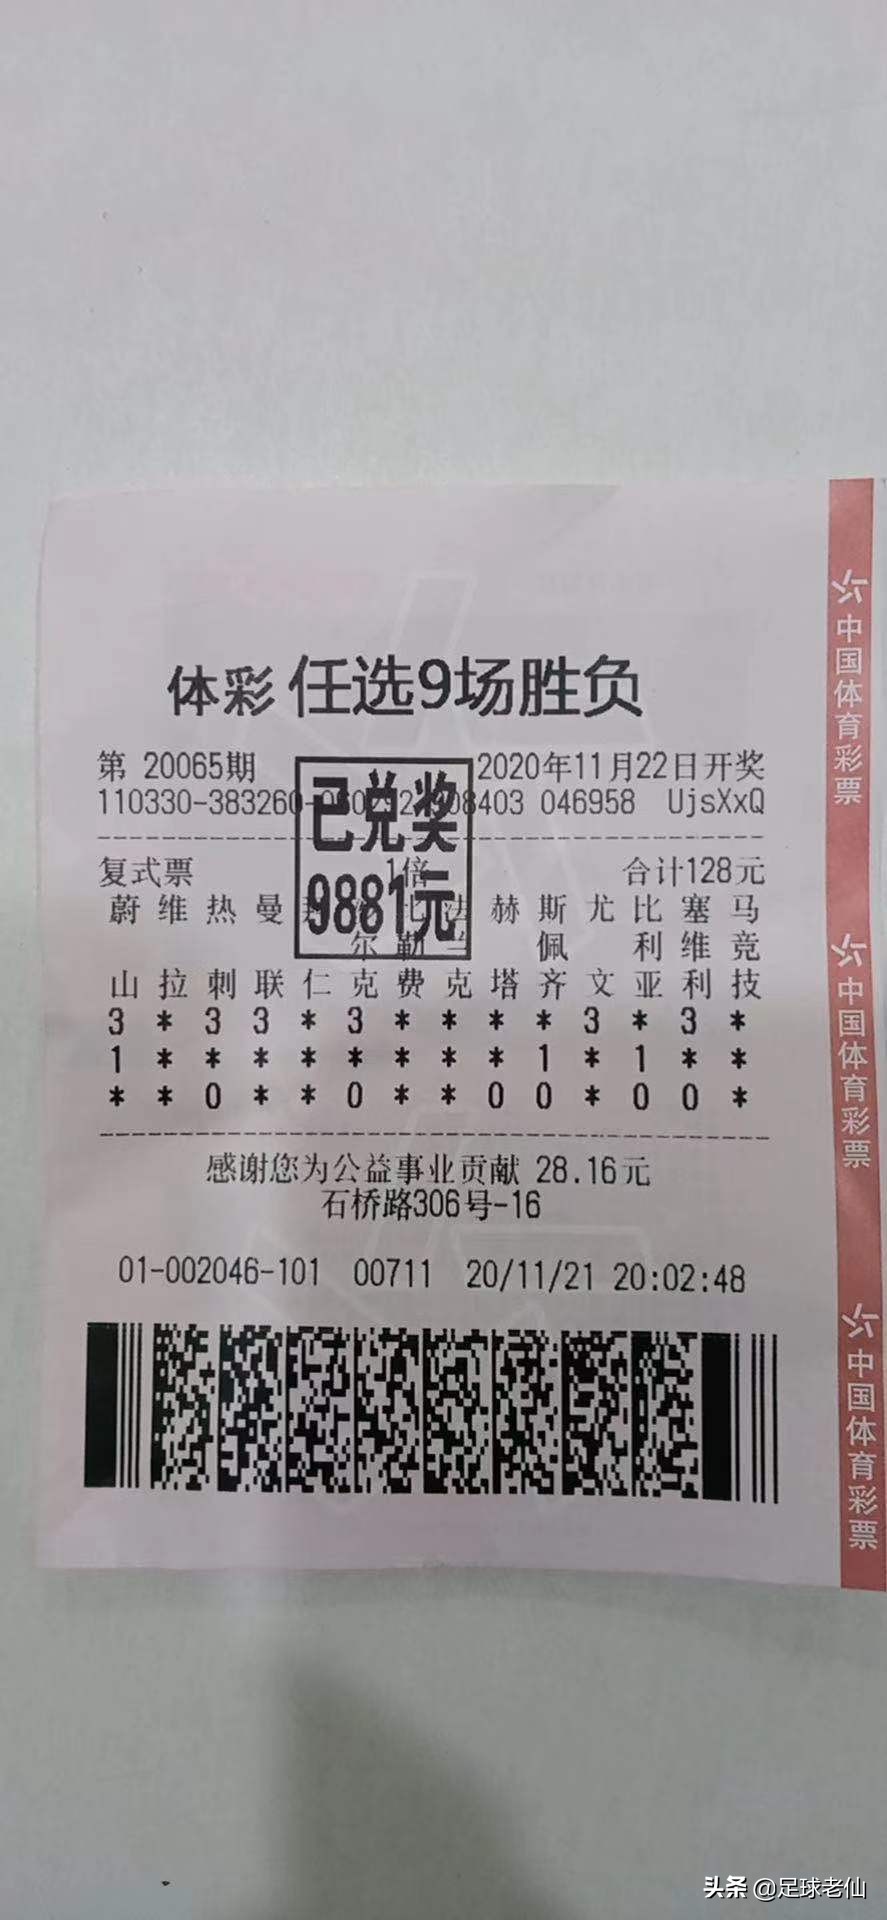 体彩 任选9场胜负
第 20065期
2020年11月22日开奖
110330-383260-
08403 046958 UjsXxQ
已兑奖
9881元
复式票 1倍 合计128元
蔚 维 热 曼 赫 斯 尤 比 塞 马
尔 勒 兰 佩 利 维 竞
山 拉 刺 联 仁 克 费 克 塔 齐 文 亚 利 技
3 * 3 3 * 3 * * * * 3 * 3 *
1 * * * * * * * * 1 * 1 * *
* * 0 * * 0 * * 0 0 * 0 0 *
感谢您为公益事业贡献 28.16元
石桥路306号-16
01-002046-101 00711 20/11/21 20:02:48
中国体育彩票
中国体育彩票
中国体育彩票
头条 @足球老仙